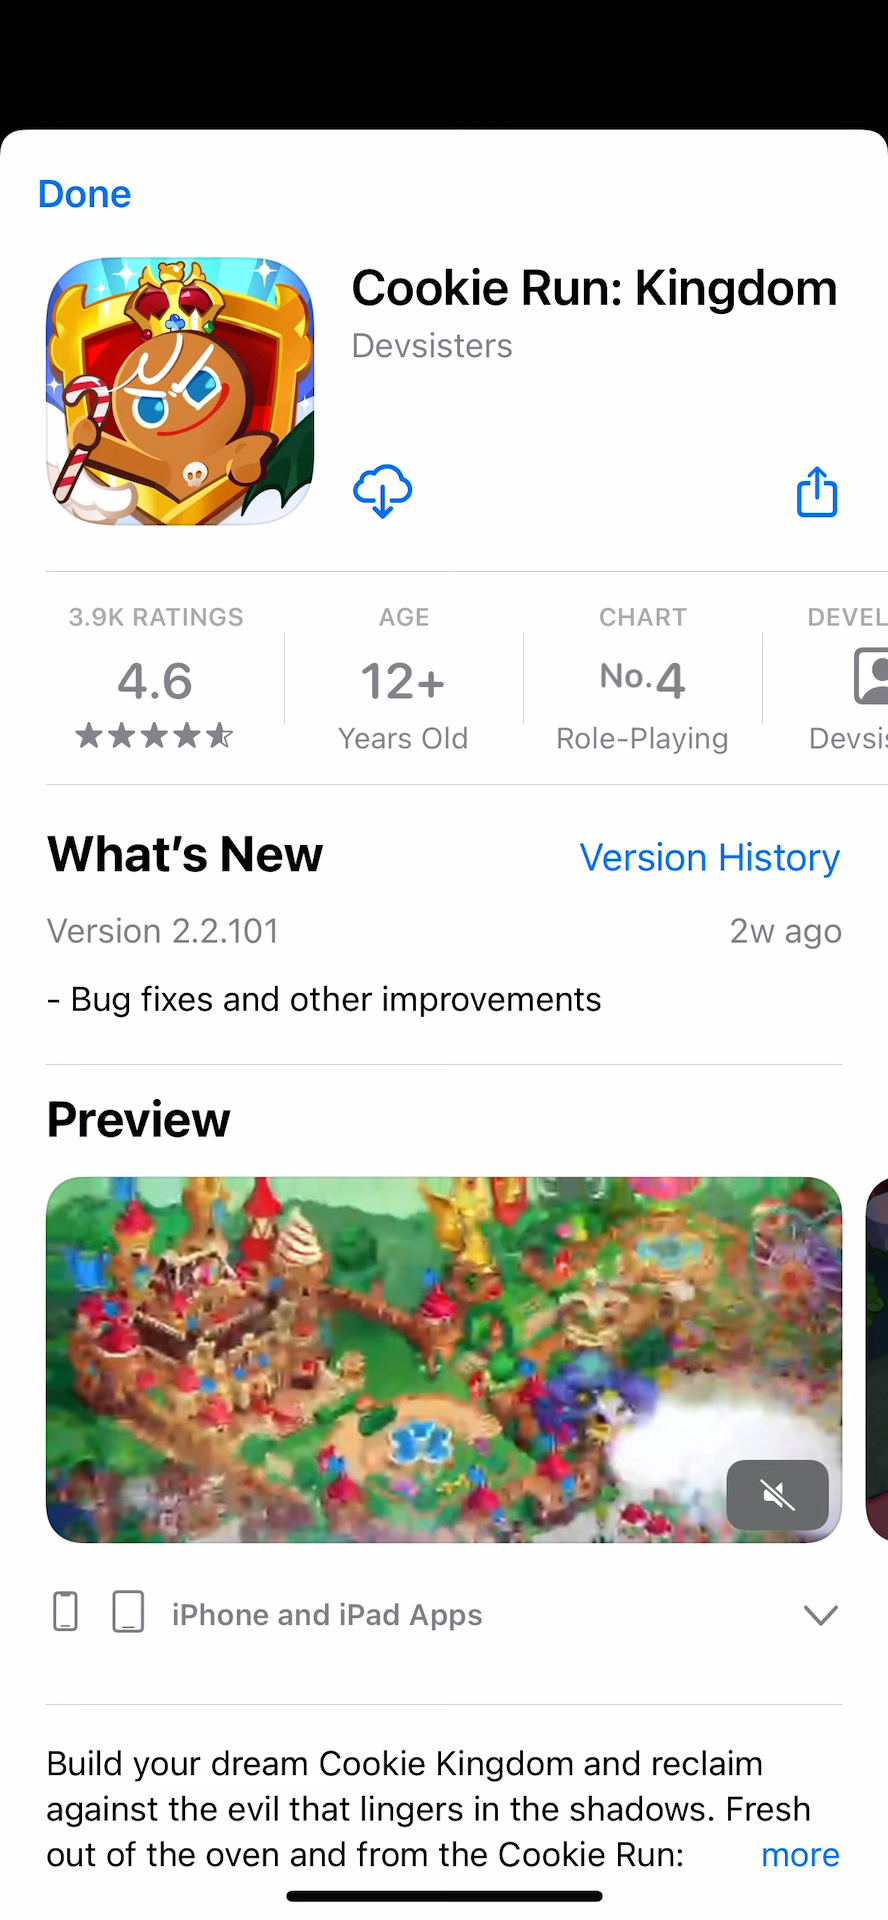 Done
Cookie Run: Kingdom
Devsisters
3.9K RATINGS
4.6
AGE
12+
Years Old
CHART
No.4
Role-Playing
DEVEL
Devsis
What's New
Version History
Version 2.2.101
2w ago
- Bug fixes and other improvements
Preview
iPhone and iPad Apps
Build your dream Cookie Kingdom and reclaim
against the evil that lingers in the shadows. Fresh
out of the oven and from the Cookie Run:
more